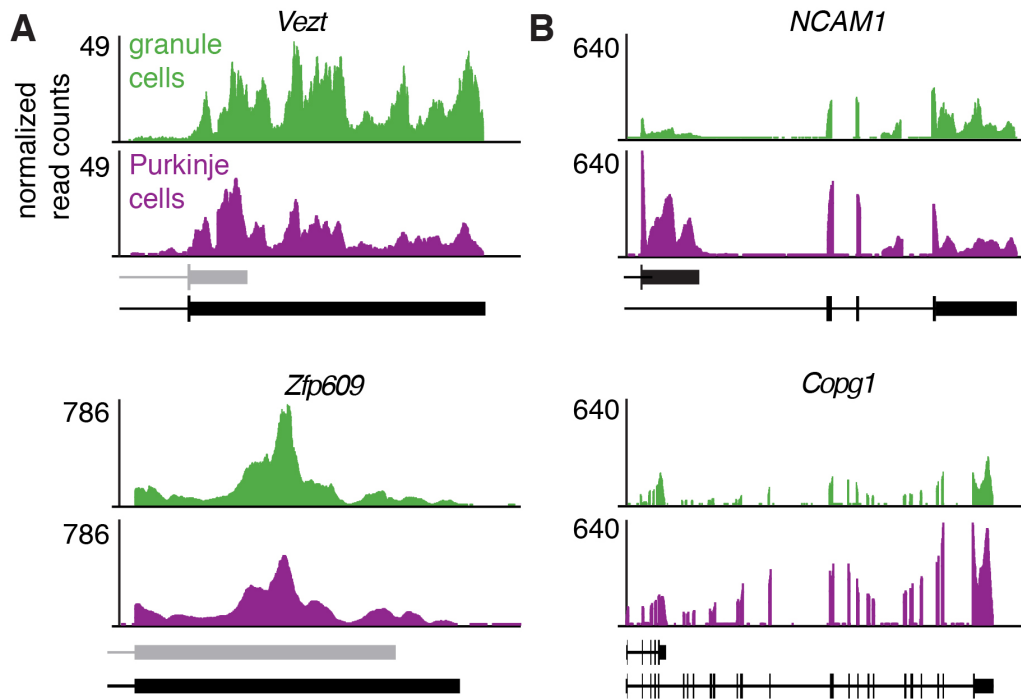 A
Vezt
49
granule
cells
normalized
read counts
49
Purkinje
cells
Zfp609
786
786
B
NCAM1
640
640
Copg1
640
640